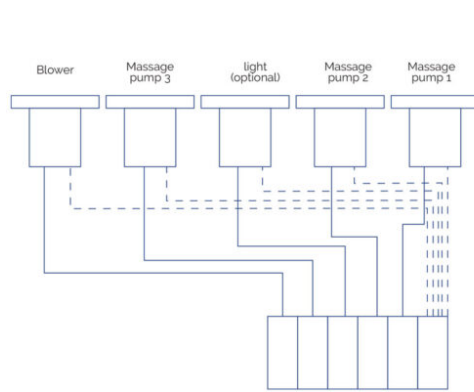 Blower
Massage
pump 3
light
(optional)
Massage
pump 2
Massage
pump 1